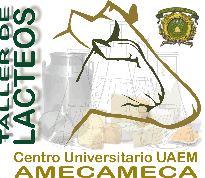 TALLER DE
LACTEOS
Centro Universitario UAEM
AMECAMECA